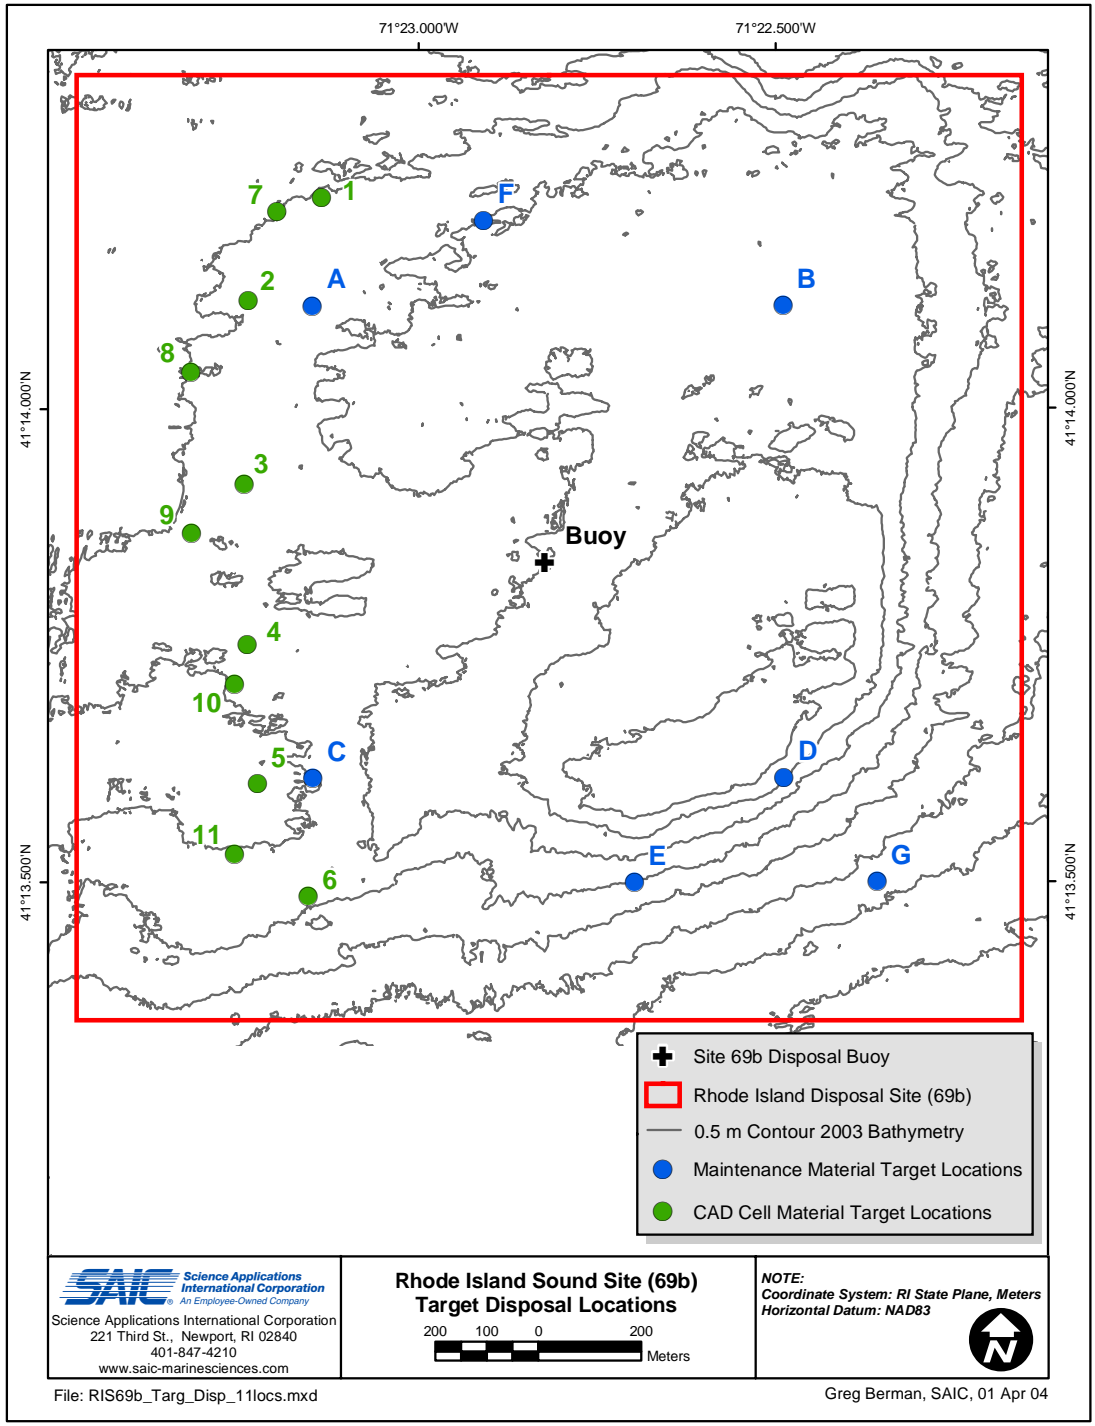 71°23.000'W 71°22.500'W
1
7
F
2
A
B
8
41°14.000'N 41°14.000'N
3
9
Buoy
4
10
5
C
D
11
E
G
6
41°13.500'N 41°13.500'N
Site 69b Disposal Buoy
Rhode Island Disposal Site (69b)
0.5 m Contour 2003 Bathymetry
Maintenance Material Target Locations
CAD Cell Material Target Locations
SAIC®
Science Applications
International Corporation
An Employee-Owned Company
Science Applications International Corporation
221 Third St., Newport, RI 02840
401-847-4210
www.saic-marinesciences.com
Rhode Island Sound Site (69b)
Target Disposal Locations
200 100 0 200
Meters
NOTE:
Coordinate System: RI State Plane, Meters
Horizontal Datum: NAD83
N
File: RIS69b_Targ_Disp_11locs.mxd
Greg Berman, SAIC, 01 Apr 04